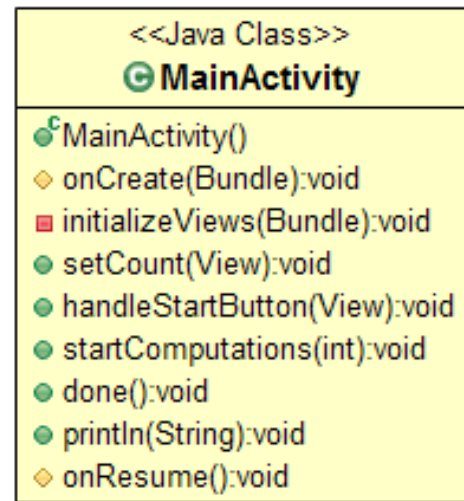 <<Java Class>>
C MainActivity
C MainActivity()
onCreate(Bundle):void
initializeViews(Bundle):void
setCount(View):void
handleStartButton(View):void
startComputations(int):void
done():void
println(String):void
onResume():void